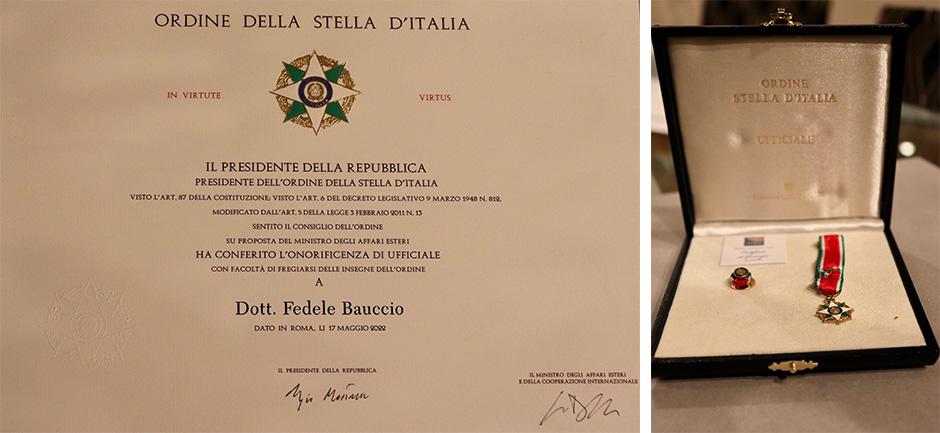 ORDINE DELLA STELLA D'ITALIA
IN VIRTUTE VIRTUS
IL PRESIDENTE DELLA REPUBBLICA
PRESIDENTE DELL'ORDINE DELLA STELLA D'ITALIA
VISTO L'ART. 87 DELLA COSTITUZIONE; VISTO L'ART. 6 DEL DECRETO LEGISLATIVO 9 MARZO 1948 N. 812,
MODIFICATO DALL'ART. 5 DELLA LEGGE 3 FEBBRAIO 2011 N. 13
SENTITO IL CONSIGLIO DELL'ORDINE
SU PROPOSTA DEL MINISTRO DEGLI AFFARI ESTERI
HA CONFERITO L'ONORIFICENZA DI UFFICIALE
CON FACOLTÀ DI FREGIARSI DELLE INSEGNE DELL'ORDINE
A
Dott. Fedele Bauccio
DATO IN ROMA, LI 17 MAGGIO 2022
IL PRESIDENTE DELLA REPUBBLICA
IL MINISTRO DEGLI AFFARI ESTERI
E DELLA COOPERAZIONE INTERNAZIONALE
ORDINE
STELLA D'ITALIA
UFFICIALE